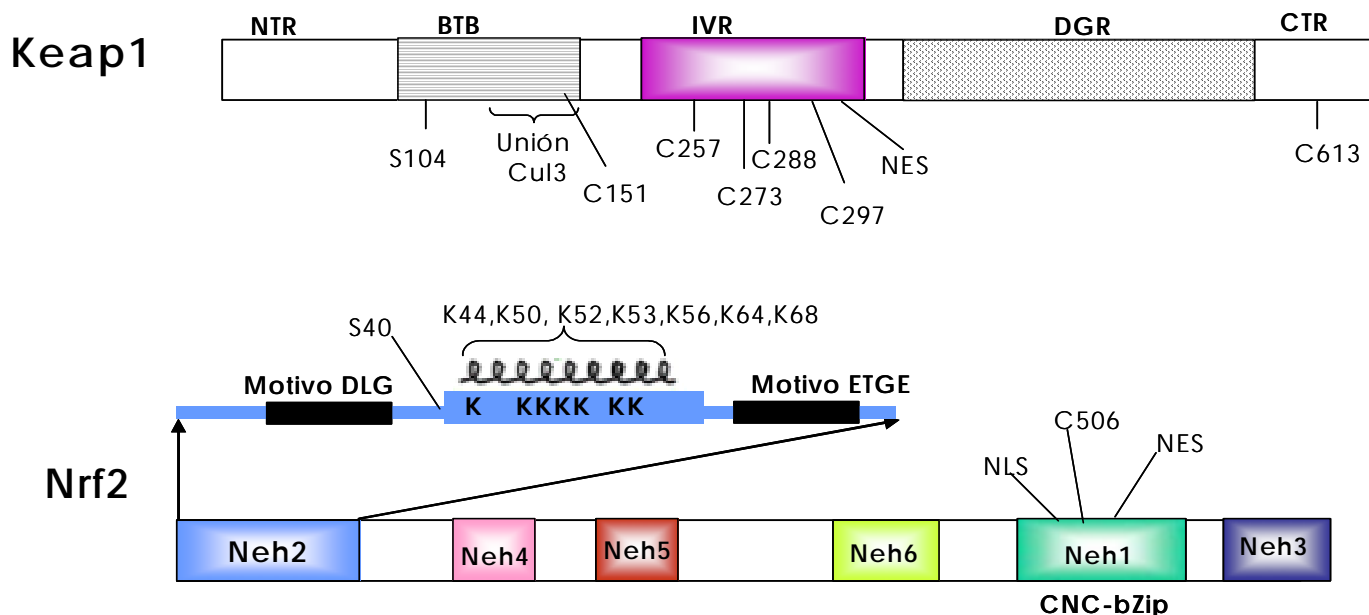 NTR BTB IVR DGR CTR
Keap1
S104 Unión C257 C288 NES C613
Cul3 C151 C273 C297
K44,K50, K52,K53,K56,K64,K68
S40
Motivo DLG Motivo ETGE
K KKKK KK
C506
NLS NES
Nrf2
Neh2 Neh4 Neh5 Neh6 Neh1 Neh3
CNC-bZip